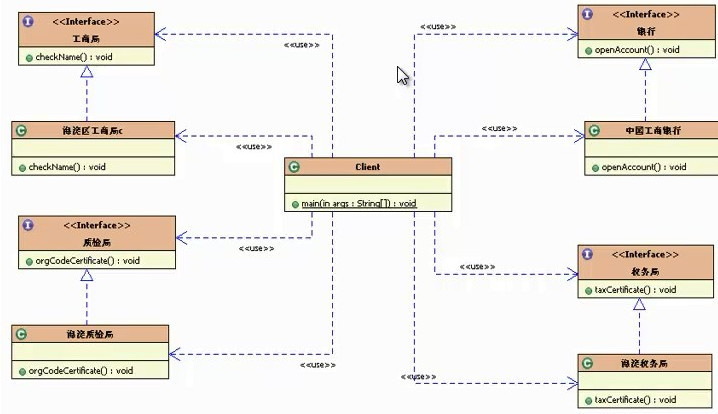 <<Interface>>
工商局
checkName() : void
<<use>>
海淀区工商局c
checkName() : void
<<use>>
<<Interface>>
质检局
orgCodeCertificate() : void
<<use>>
海淀质检局
orgCodeCertificate() : void
<<use>>
Client
main(in args : String[]) : void
<<use>>
<<Interface>>
银行
openAccount() : void
<<use>>
中国工商银行
openAccount() : void
<<use>>
<<Interface>>
税务局
taxCertificate() : void
<<use>>
海淀税务局
taxCertificate() : void